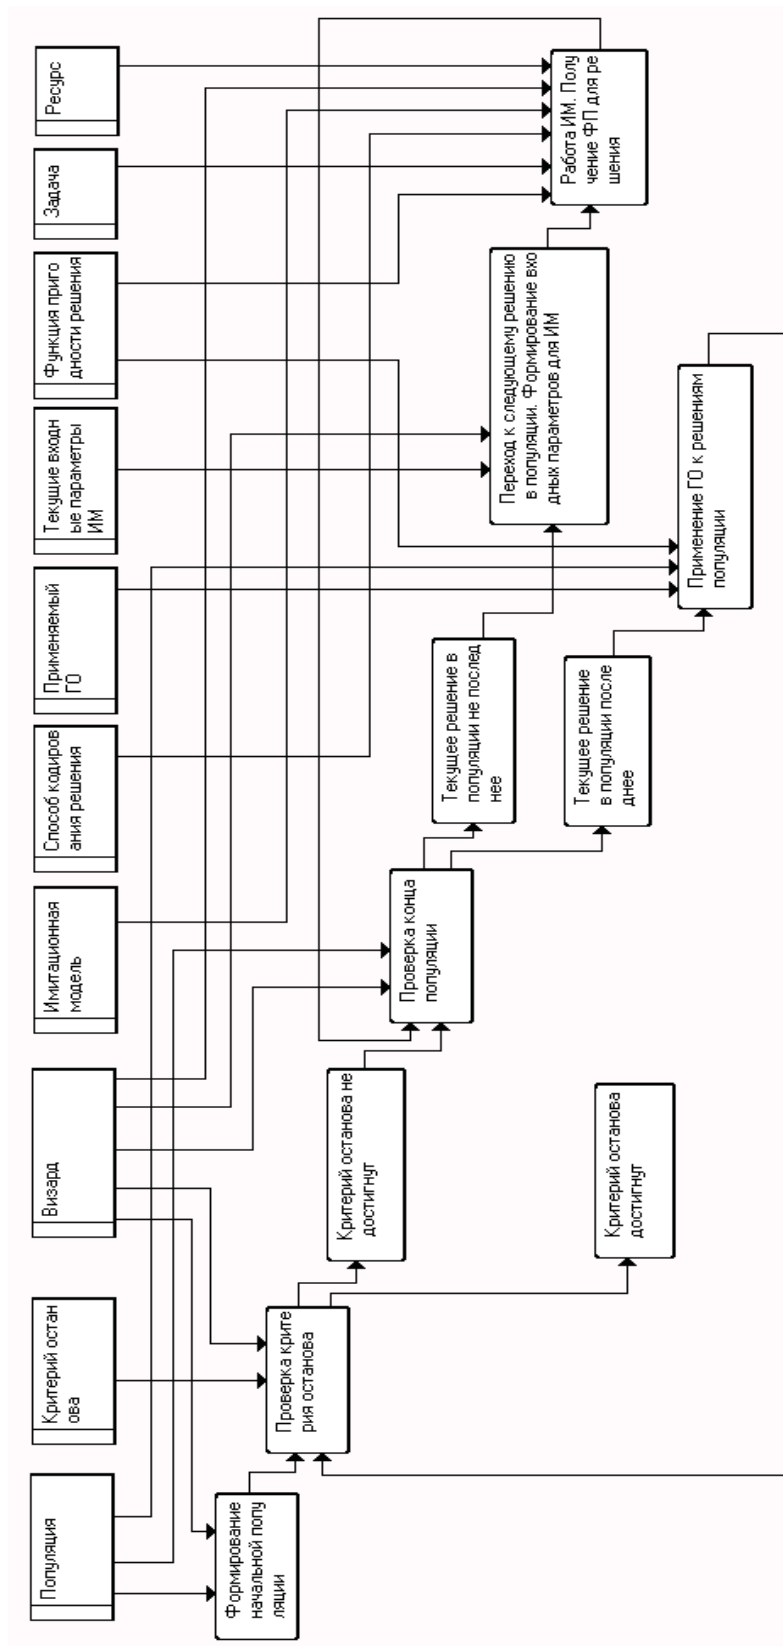 Популяция
Критерий остан
ова
Визард
Имитационная
модель
Способ кодиров
ания решения
Применяемый
ГО
Текущие входн
ые параметры
ИМ
Функция приго
дности решения
Задача
Ресурс
Формирование
начальной попу
ляции
Проверка крите
рия останова
Критерий останова не
достигнут
Критерий останова
достигнут
Проверка конца
популяции
Текущее решение в
популяции не послед
нее
Текущее решение
в популяции после
днее
Переход к следующему решению
в популяции. Формирование вхо
дных параметров для ИМ
Применение ГО к решениям
популяции
Работа ИМ. Полу
чение ФП для ре
шения